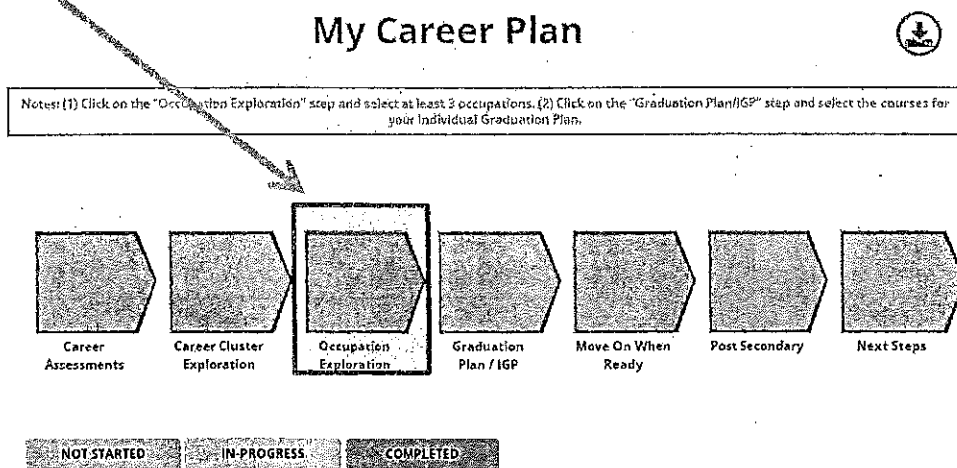 My Career Plan
Notes: (1) Click on the "Occupation Exploration" step and select at least 3 occupations. (2) Click on the "Graduation Plan/IGP" step and select the courses for
your Individual Graduation Plan.
Career Assessments
Career Cluster Exploration
Occupation Exploration
Graduation Plan / IGP
Move On When Ready
Post Secondary
Next Steps
NOT STARTED
IN-PROGRESS
COMPLETED